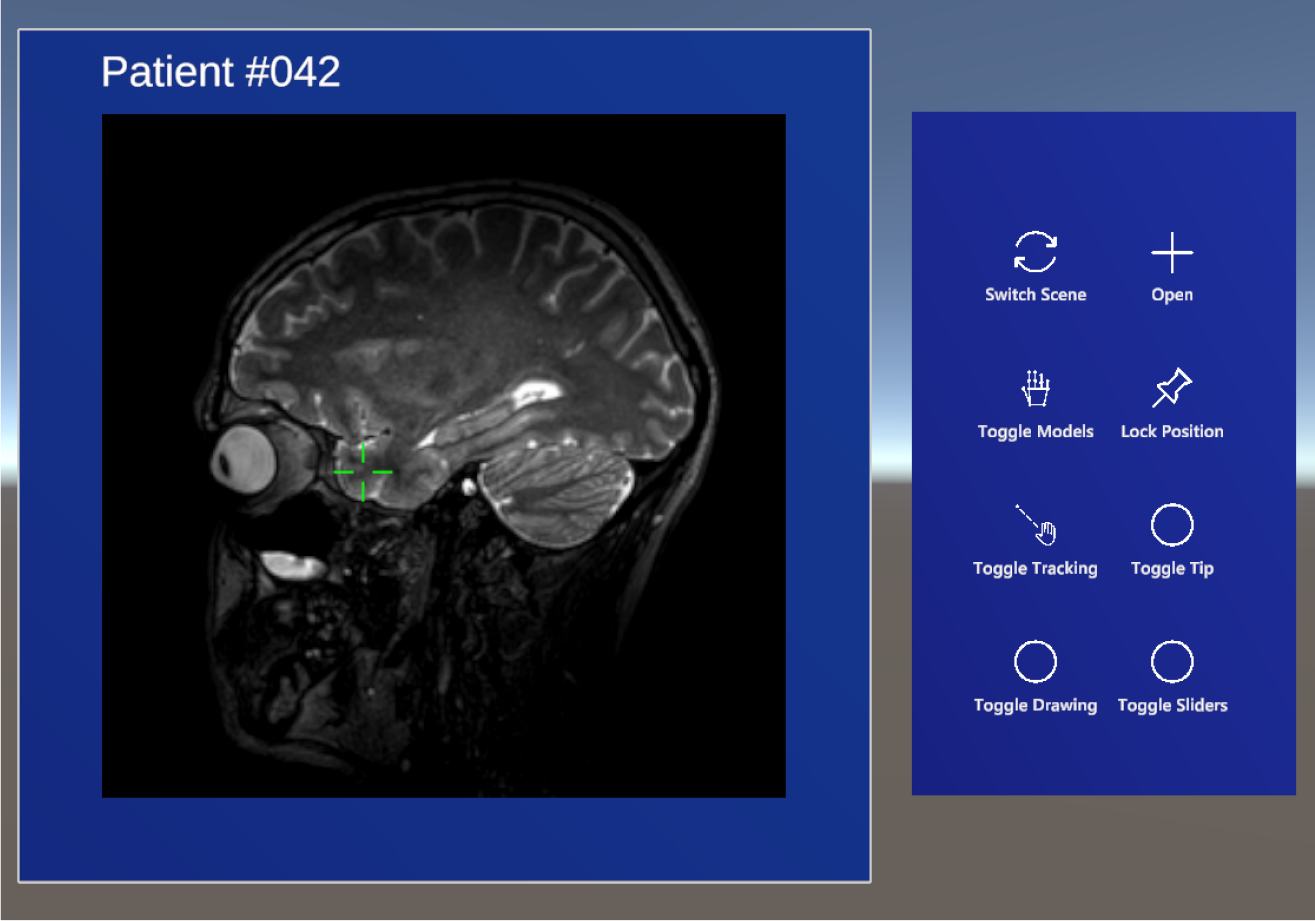 Patient #042
Switch Scene
Open
Toggle Models
Lock Position
Toggle Tracking
Toggle Tip
Toggle Drawing
Toggle Sliders